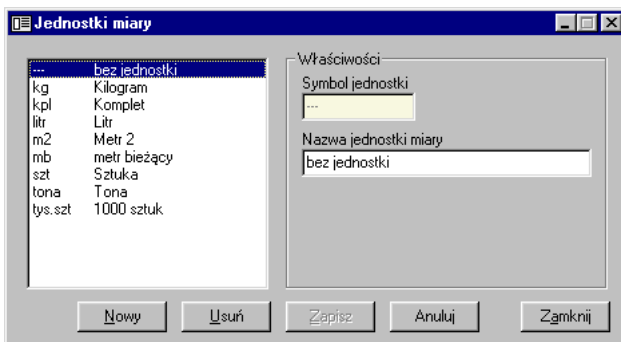 Jednostki miary
--- bez jednostki
kg Kilogram
kpl Komplet
litr Litr
m2 Metr 2
mb metr bieżący
szt Sztuka
tona Tona
tys.szt 1000 sztuk
Właściwości
Symbol jednostki
---
Nazwa jednostki miary
bez jednostki
Nowy Usuń Zapisz Anuluj Zamknij